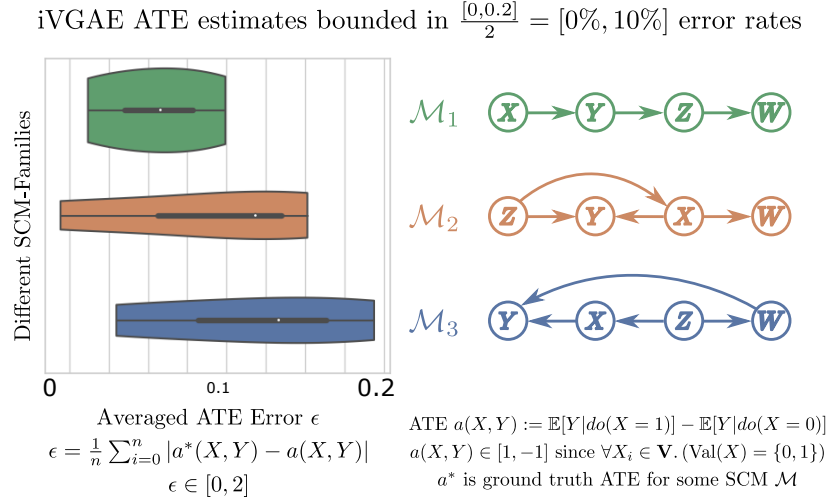 iVGAE ATE estimates bounded in [0,0.2]/2 = [0%, 10%] error rates
Different SCM-Families
M₁ X Y Z W
M₂ Z Y X W
M₃ Y X Z W
0 0.1 0.2
Averaged ATE Error ϵ
ϵ = 1/n ∑ⁿᵢ₌₀ |a*(X, Y) − a(X, Y)|
ϵ ∈ [0, 2]
ATE a(X, Y) := 𝔼[Y|do(X = 1)] − 𝔼[Y|do(X = 0)]
a(X, Y) ∈ [1, −1] since ∀Xᵢ ∈ V. (Val(X) = {0, 1})
a* is ground truth ATE for some SCM M